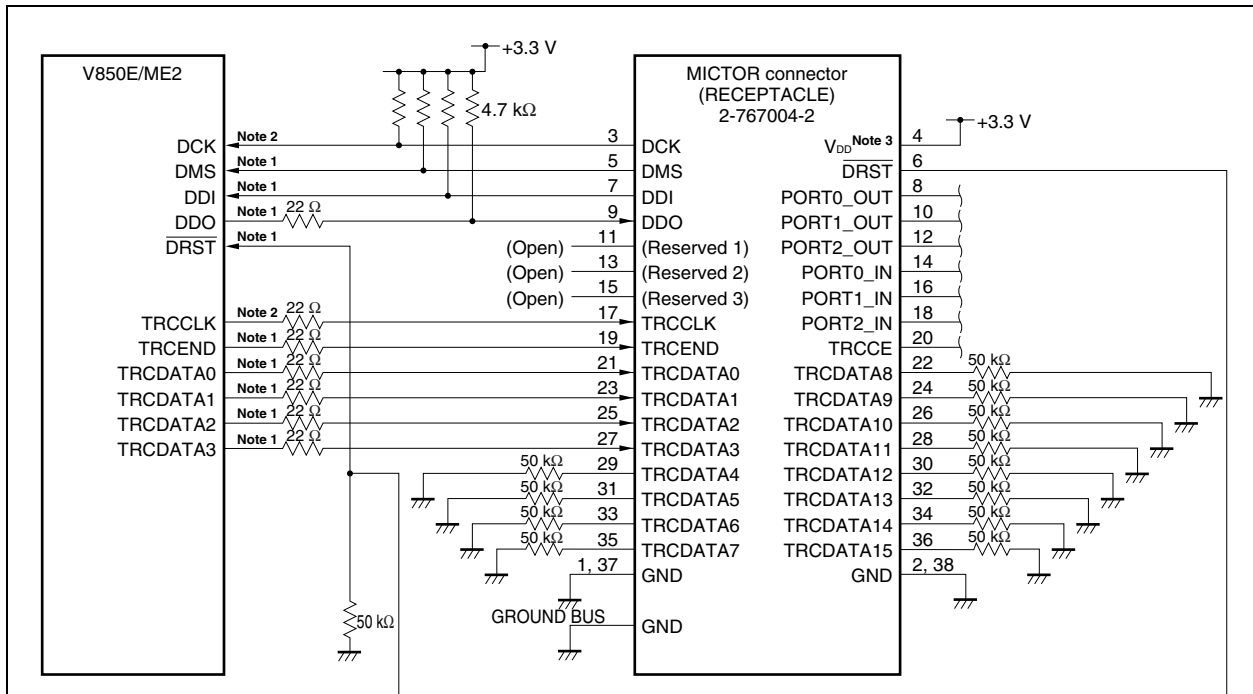 +3.3 V
V850E/ME2
MICTOR connector
(RECEPTACLE)
2-767004-2
4.7 kΩ
+3.3 V
DCK Note 2 3 DCK VDD Note 3 4
DMS Note 1 5 DMS DRST 6
DDI Note 1 7 DDI PORT0_OUT 8
DDO Note 1 22 Ω 9 DDO PORT1_OUT 10
DRST Note 1 (Open) 11 (Reserved 1) PORT2_OUT 12
(Open) 13 (Reserved 2) PORT0_IN 14
(Open) 15 (Reserved 3) PORT1_IN 16
TRCCLK Note 2 22 Ω 17 TRCCLK PORT2_IN 18
TRCEND Note 1 22 Ω 19 TRCEND TRCCE 20
TRCDATA0 Note 1 22 Ω 21 TRCDATA0 TRCDATA8 22 50 kΩ
TRCDATA1 Note 1 22 Ω 23 TRCDATA1 TRCDATA9 24 50 kΩ
TRCDATA2 Note 1 22 Ω 25 TRCDATA2 TRCDATA10 26 50 kΩ
TRCDATA3 Note 1 22 Ω 27 TRCDATA3 TRCDATA11 28 50 kΩ
50 kΩ 29 TRCDATA4 TRCDATA12 30 50 kΩ
50 kΩ 31 TRCDATA5 TRCDATA13 32 50 kΩ
50 kΩ 33 TRCDATA6 TRCDATA14 34 50 kΩ
50 kΩ 35 TRCDATA7 TRCDATA15 36 50 kΩ
1, 37 GND GND 2, 38
50 kΩ GROUND BUS GND